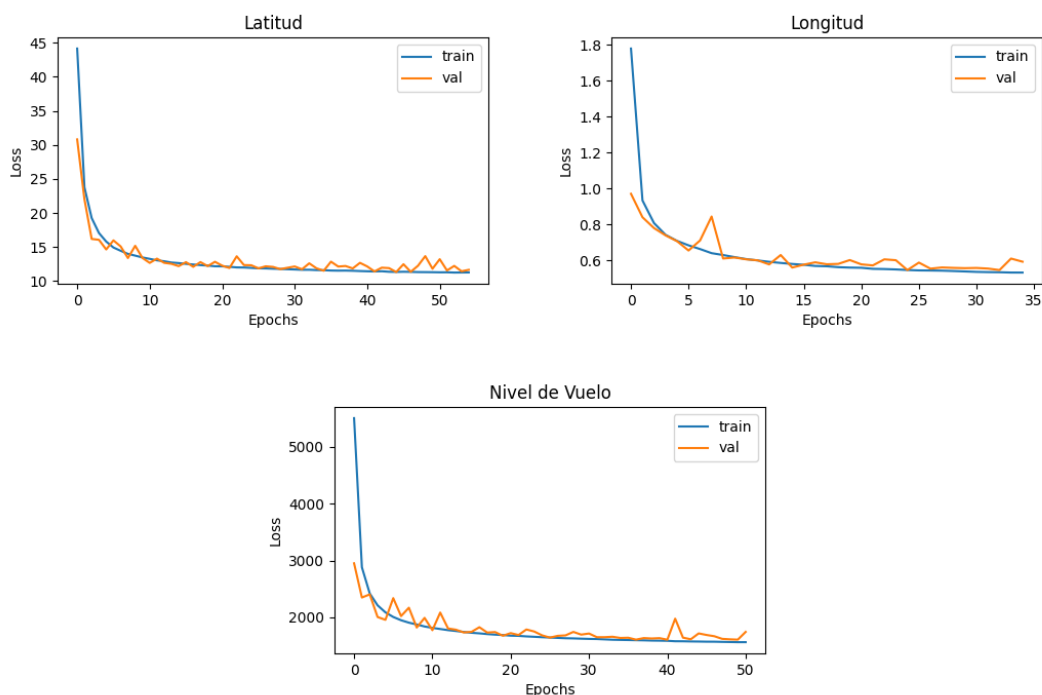 Latitud
45
40
35
30
25
20
15
10
Loss
train
val
0 10 20 30 40 50
Epochs
Longitud
1.8
1.6
1.4
1.2
1.0
0.8
0.6
Loss
train
val
0 5 10 15 20 25 30 35
Epochs
Nivel de Vuelo
5000
4000
3000
2000
Loss
train
val
0 10 20 30 40 50
Epochs